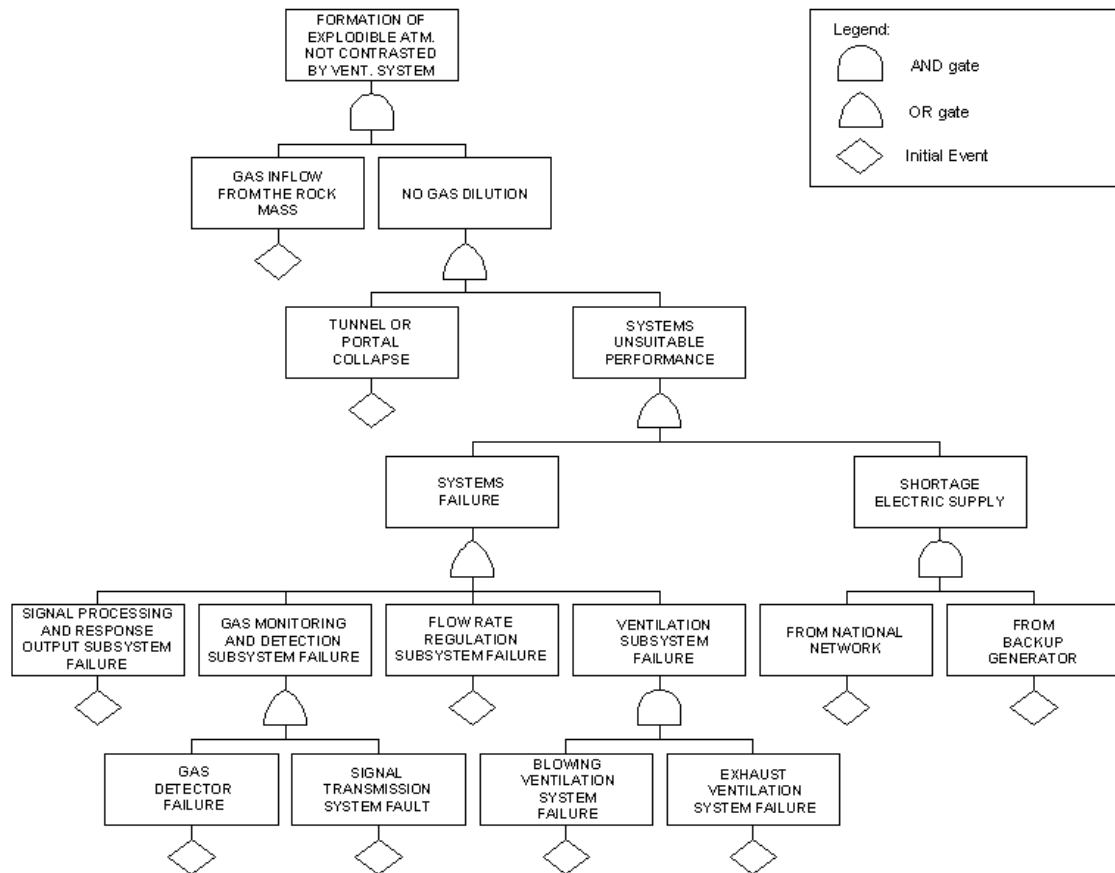 FORMATION OF
EXPLODIBLE ATM.
NOT CONTRASTED
BY VENT. SYSTEM
Legend:
AND gate
OR gate
Initial Event
GAS INFLOW
FROM THE ROCK
MASS
NO GAS DILUTION
TUNNEL OR
PORTAL
COLLAPSE
SYSTEMS
UNSUITABLE
PERFORMANCE
SYSTEMS
FAILURE
SHORTAGE
ELECTRIC SUPPLY
SIGNAL PROCESSING
AND RESPONSE
OUTPUT SUBSYSTEM
FAILURE
GAS MONITORING
AND DETECTION
SUBSYSTEM FAILURE
FLOW RATE
REGULATION
SUBSYSTEM FAILURE
VENTILATION
SUBSYSTEM
FAILURE
FROM NATIONAL
NETWORK
FROM
BACKUP
GENERATOR
GAS
DETECTOR
FAILURE
SIGNAL
TRANSMISSION
SYSTEM FAULT
BLOWING
VENTILATION
SYSTEM
FAILURE
EXHAUST
VENTILATION
SYSTEM FAILURE